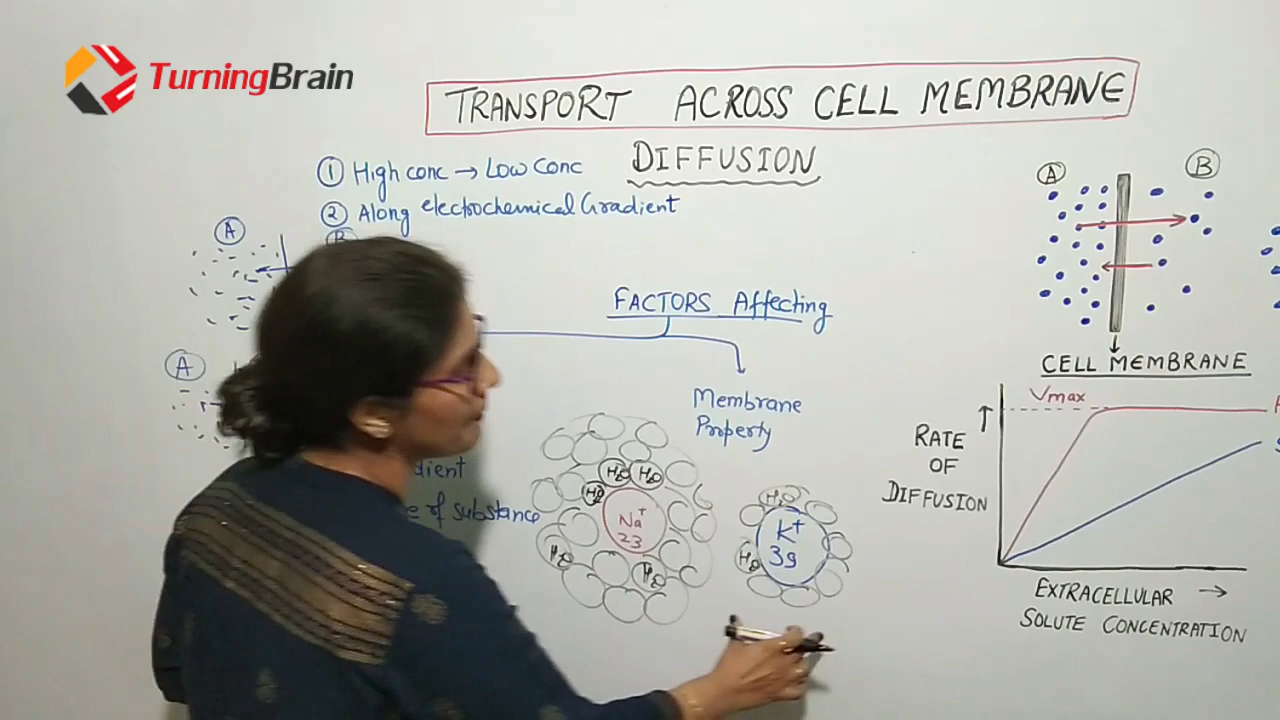 TurningBrain
TRANSPORT ACROSS CELL MEMBRANE
DIFFUSION
① High conc → Low Conc
② Along electrochemical Gradient
A
B
A
FACTORS Affecting
Membrane
Property
dient
e of substance
H₂O
H₂O
H₂O
Na⁺
23
H₂O
H₂O
H₂O
K⁺
39
H₂O
A
B
CELL MEMBRANE
Vmax
↑ RATE
OF
DIFFUSION
EXTRACELLULAR →
SOLUTE CONCENTRATION